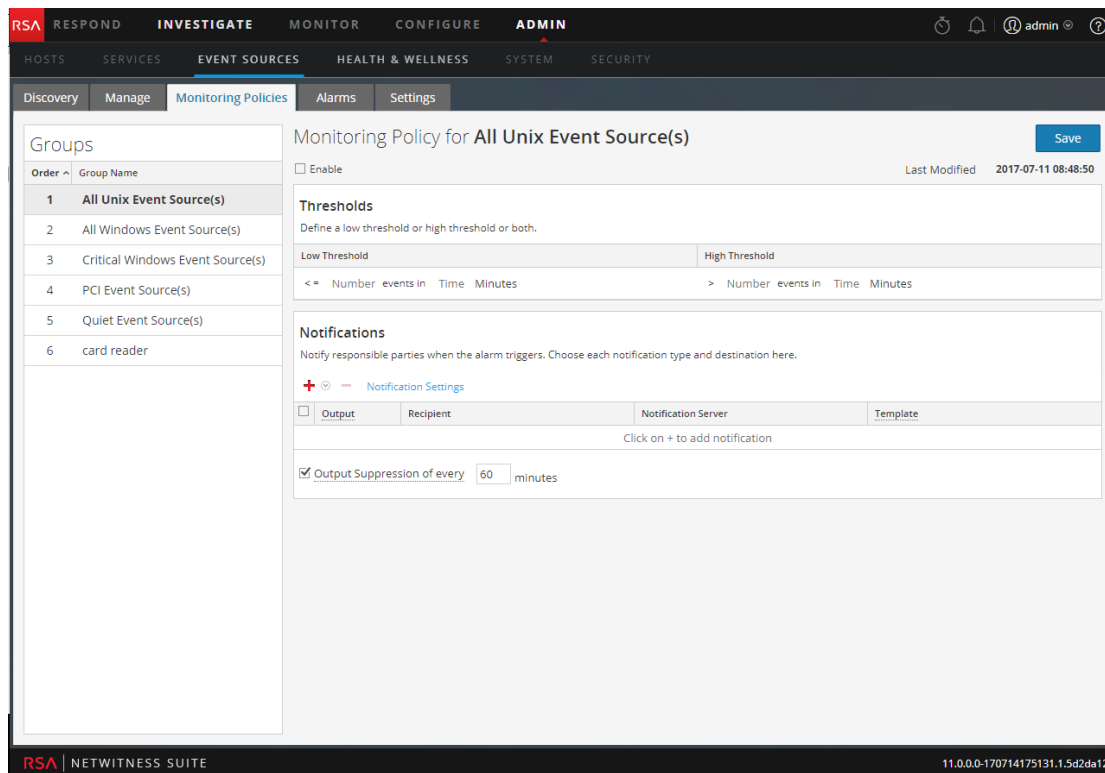 RSA RESPOND INVESTIGATE MONITOR CONFIGURE ADMIN admin ?
HOSTS SERVICES EVENT SOURCES HEALTH & WELLNESS SYSTEM SECURITY
Discovery Manage Monitoring Policies Alarms Settings
Groups
Order Group Name
1 All Unix Event Source(s)
2 All Windows Event Source(s)
3 Critical Windows Event Source(s)
4 PCI Event Source(s)
5 Quiet Event Source(s)
6 card reader
Monitoring Policy for All Unix Event Source(s) Save
Enable Last Modified 2017-07-11 08:48:50
Thresholds
Define a low threshold or high threshold or both.
Low Threshold High Threshold
<= Number events in Time Minutes > Number events in Time Minutes
Notifications
Notify responsible parties when the alarm triggers. Choose each notification type and destination here.
Notification Settings
Output Recipient Notification Server Template
Click on + to add notification
Output Suppression of every 60 minutes
RSA NETWITNESS SUITE 11.0.0.0-170714175131.1.5d2da12